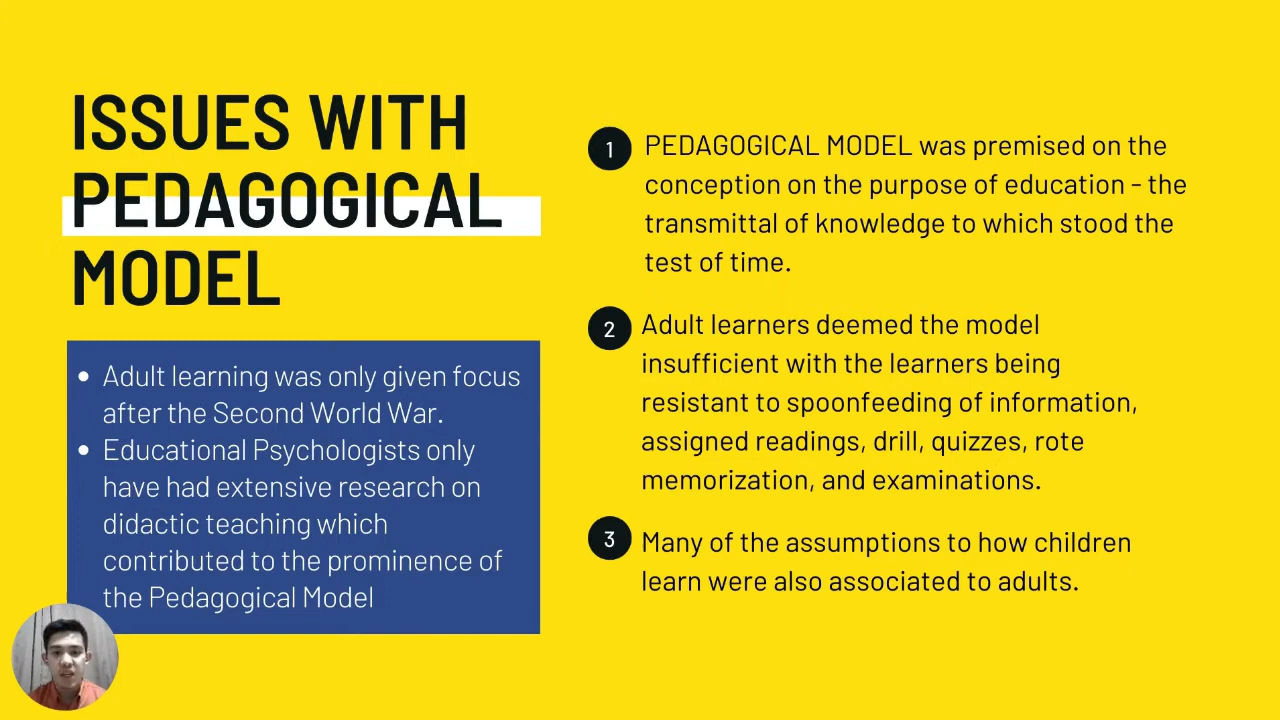 ISSUES WITH
PEDAGOGICAL
MODEL
• Adult learning was only given focus
after the Second World War.
• Educational Psychologists only
have had extensive research on
didactic teaching which
contributed to the prominence of
the Pedagogical Model
1 PEDAGOGICAL MODEL was premised on the
conception on the purpose of education - the
transmittal of knowledge to which stood the
test of time.
2 Adult learners deemed the model
insufficient with the learners being
resistant to spoonfeeding of information,
assigned readings, drill, quizzes, rote
memorization, and examinations.
3 Many of the assumptions to how children
learn were also associated to adults.